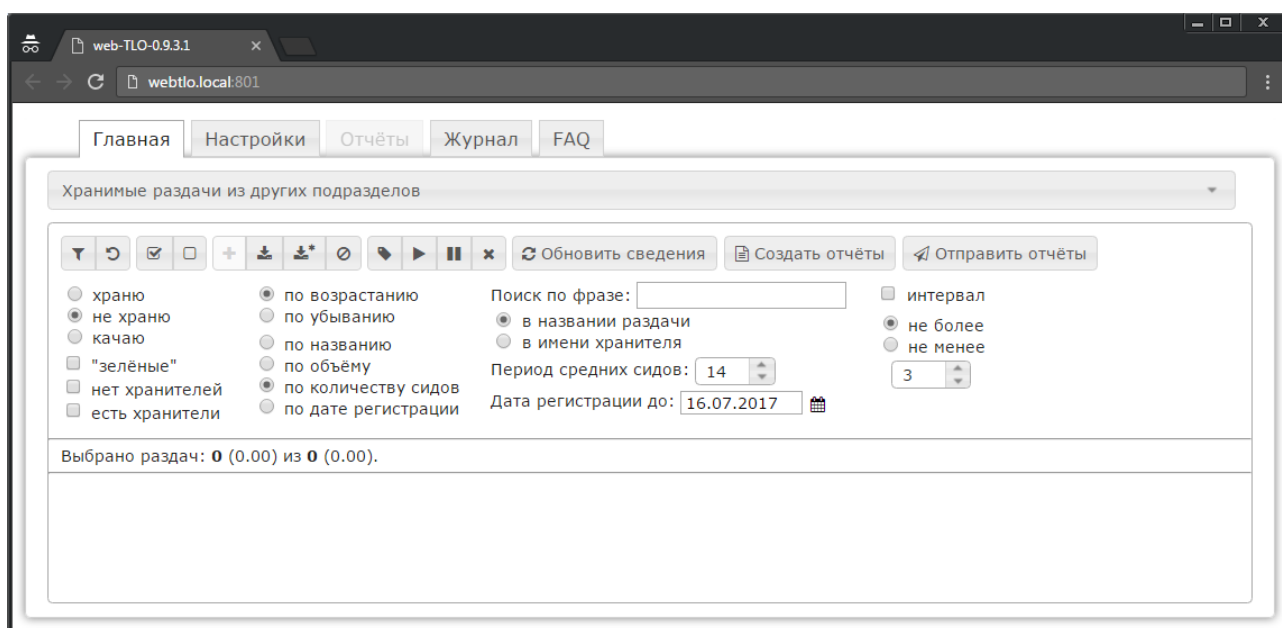 web-TLO-0.9.3.1
webtlo.local:801
Главная Настройки Отчёты Журнал FAQ
Хранимые раздачи из других подразделов
Обновить сведения Создать отчёты Отправить отчёты
храню по возрастанию Поиск по фразе: интервал
не храню по убыванию в названии раздачи не более
качаю по названию в имени хранителя не менее
"зелёные" по объёму Период средних сидов: 14 3
нет хранителей по количеству сидов
есть хранители по дате регистрации Дата регистрации до: 16.07.2017
Выбрано раздач: 0 (0.00) из 0 (0.00).